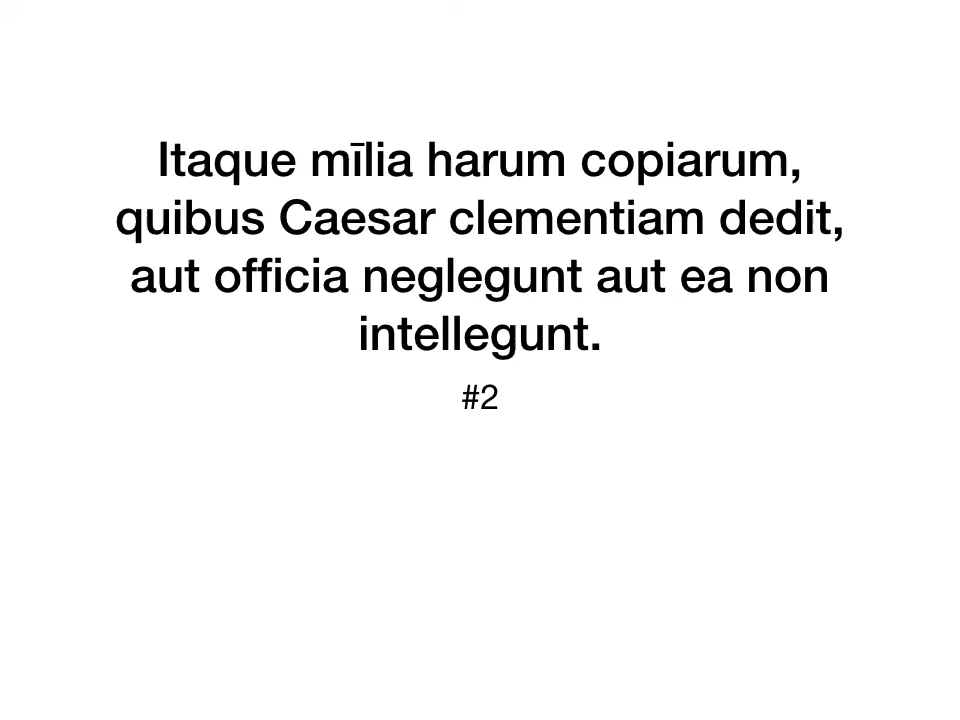 Itaque mīlia harum copiarum,
quibus Caesar clementiam dedit,
aut officia neglegunt aut ea non
intellegunt.
#2